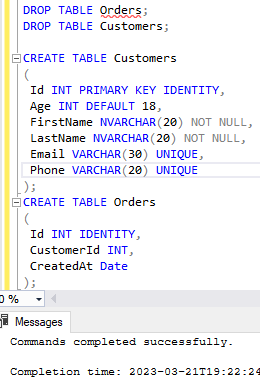 DROP TABLE Orders;
DROP TABLE Customers;
CREATE TABLE Customers
(
Id INT PRIMARY KEY IDENTITY,
Age INT DEFAULT 18,
FirstName NVARCHAR(20) NOT NULL,
LastName NVARCHAR(20) NOT NULL,
Email VARCHAR(30) UNIQUE,
Phone VARCHAR(20) UNIQUE
);
CREATE TABLE Orders
(
Id INT IDENTITY,
CustomerId INT,
CreatedAt Date
);
0 %
Messages
Commands completed successfully.
Completion time: 2023-03-21T19:22:24